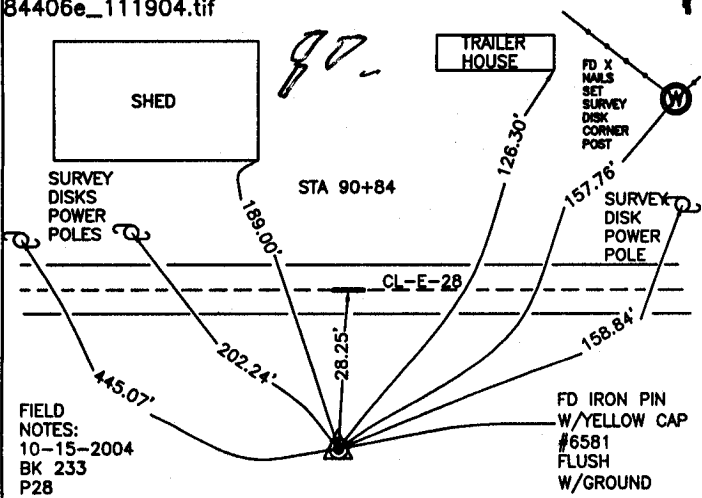 84406e_111904.tif
90
TRAILER
HOUSE
SHED
FD X
NAILS
SET
SURVEY
DISK
CORNER
POST
W
126.30'
157.76'
SURVEY
DISKS
POWER
POLES
STA 90+84
189.00'
SURVEY
DISK
POWER
POLE
CL-E-28
28.25'
202.24'
445.07'
158.84'
FIELD
NOTES:
10-15-2004
BK 233
P28
FD IRON PIN
W/YELLOW CAP
#6581
FLUSH
W/GROUND